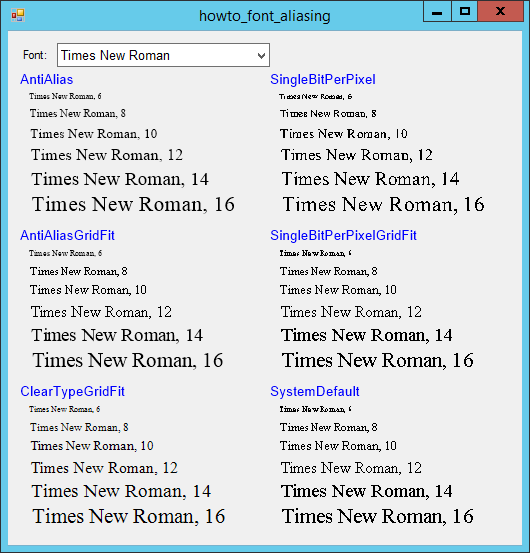 howto_font_aliasing
Font: Times New Roman
AntiAlias
Times New Roman, 6
Times New Roman, 8
Times New Roman, 10
Times New Roman, 12
Times New Roman, 14
Times New Roman, 16
SingleBitPerPixel
Times New Roman, 6
Times New Roman, 8
Times New Roman, 10
Times New Roman, 12
Times New Roman, 14
Times New Roman, 16
AntiAliasGridFit
Times New Roman, 6
Times New Roman, 8
Times New Roman, 10
Times New Roman, 12
Times New Roman, 14
Times New Roman, 16
SingleBitPerPixelGridFit
Times New Roman, 6
Times New Roman, 8
Times New Roman, 10
Times New Roman, 12
Times New Roman, 14
Times New Roman, 16
ClearTypeGridFit
Times New Roman, 6
Times New Roman, 8
Times New Roman, 10
Times New Roman, 12
Times New Roman, 14
Times New Roman, 16
SystemDefault
Times New Roman, 6
Times New Roman, 8
Times New Roman, 10
Times New Roman, 12
Times New Roman, 14
Times New Roman, 16